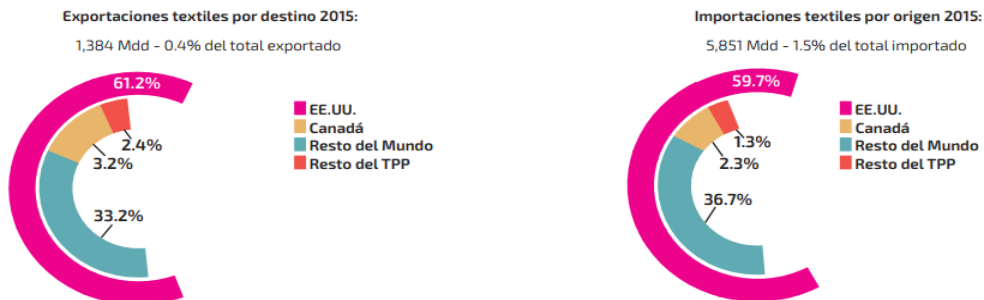 Exportaciones textiles por destino 2015:
1,384 Mdd - 0.4% del total exportado
61.2%
2.4%
3.2%
33.2%
EE.UU.
Canadá
Resto del Mundo
Resto del TPP
Importaciones textiles por origen 2015:
5,851 Mdd - 1.5% del total importado
59.7%
1.3%
2.3%
36.7%
EE.UU.
Canadá
Resto del Mundo
Resto del TPP